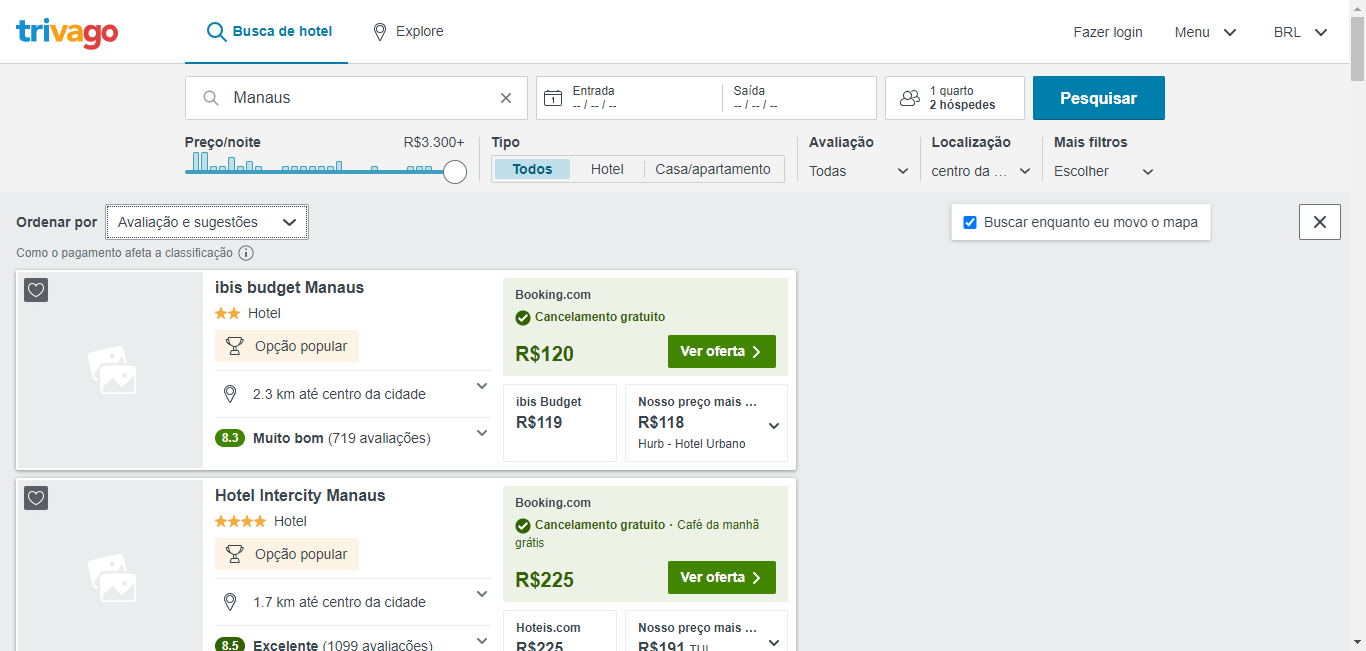 trivago
Busca de hotel
Explore
Fazer login
Menu
BRL
Manaus
Entrada
-- / -- / --
Saída
-- / -- / --
1 quarto
2 hóspedes
Pesquisar
Preço/noite
R$3.300+
Tipo
Todos
Hotel
Casa/apartamento
Avaliação
Todas
Localização
centro da ...
Mais filtros
Escolher
Ordenar por
Avaliação e sugestões
Buscar enquanto eu movo o mapa
Como o pagamento afeta a classificação
ibis budget Manaus
Hotel
Opção popular
2.3 km até centro da cidade
8.3 Muito bom (719 avaliações)
Booking.com
Cancelamento gratuito
R$120
Ver oferta
ibis Budget
R$119
Nosso preço mais ...
R$118
Hurb - Hotel Urbano
Hotel Intercity Manaus
Hotel
Opção popular
1.7 km até centro da cidade
8.5 Excelente (1099 avaliações)
Booking.com
Cancelamento gratuito · Café da manhã
grátis
R$225
Ver oferta
Hoteis.com
R$225
Nosso preço mais ...
R$191 TUI